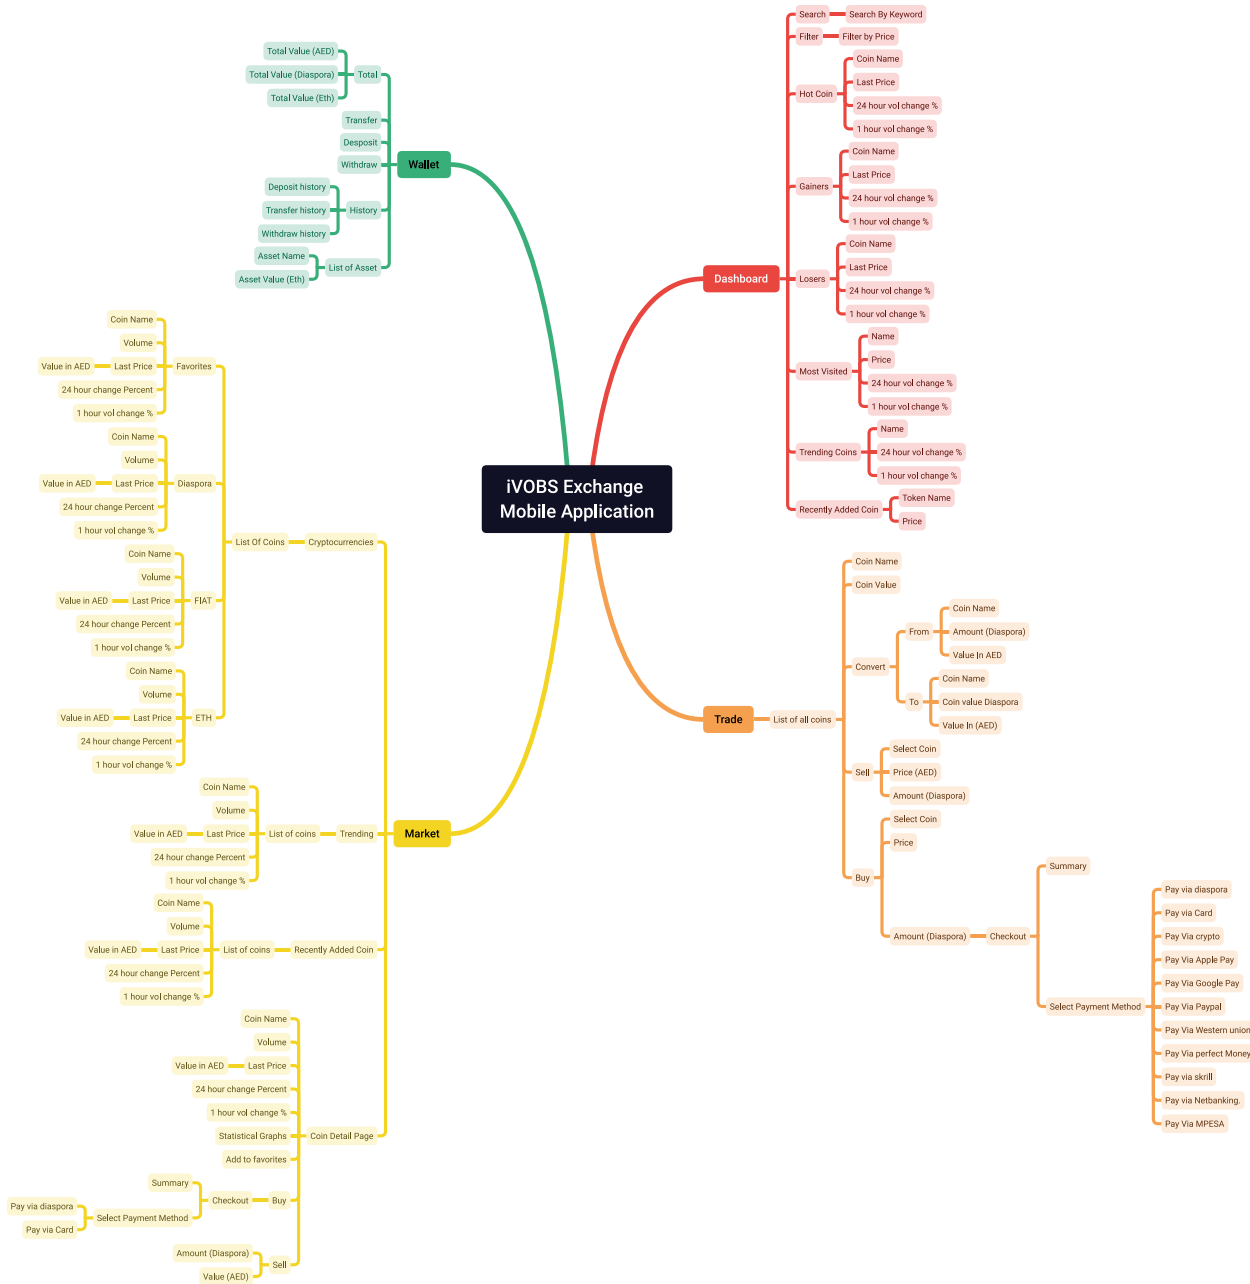 iVOBS Exchange
Mobile Application
Wallet
Total
Total Value (AED)
Total Value (Diaspora)
Total Value (Eth)
Transfer
Desposit
Withdraw
History
Deposit history
Transfer history
Withdraw history
List of Asset
Asset Name
Asset Value (Eth)
Dashboard
Search
Search By Keyword
Filter
Filter by Price
Hot Coin
Coin Name
Last Price
24 hour vol change %
1 hour vol change %
Gainers
Coin Name
Last Price
24 hour vol change %
1 hour vol change %
Losers
Coin Name
Last Price
24 hour vol change %
1 hour vol change %
Most Visited
Name
Price
24 hour vol change %
1 hour vol change %
Trending Coins
Name
24 hour vol change %
1 hour vol change %
Recently Added Coin
Token Name
Price
Trade
List of all coins
Coin Name
Coin Value
Convert
From
Coin Name
Amount (Diaspora)
Value In AED
To
Coin Name
Coin value Diaspora
Value In (AED)
Sell
Select Coin
Price (AED)
Amount (Diaspora)
Buy
Select Coin
Price
Amount (Diaspora)
Checkout
Summary
Select Payment Method
Pay via diaspora
Pay via Card
Pay Via crypto
Pay Via Apple Pay
Pay Via Google Pay
Pay Via Paypal
Pay Via Western union
Pay Via perfect Money
Pay via skrill
Pay via Netbanking.
Pay Via MPESA
Market
Cryptocurrencies
List Of Coins
Favorites
Coin Name
Volume
Last Price
Value in AED
24 hour change Percent
1 hour vol change %
Diaspora
Coin Name
Volume
Last Price
Value in AED
24 hour change Percent
1 hour vol change %
FIAT
Coin Name
Volume
Last Price
Value in AED
24 hour change Percent
1 hour vol change %
ETH
Coin Name
Volume
Last Price
Value in AED
24 hour change Percent
1 hour vol change %
Trending
List of coins
Coin Name
Volume
Last Price
Value in AED
24 hour change Percent
1 hour vol change %
Recently Added Coin
List of coins
Coin Name
Volume
Last Price
Value in AED
24 hour change Percent
1 hour vol change %
Coin Detail Page
Coin Name
Volume
Last Price
Value in AED
24 hour change Percent
1 hour vol change %
Statistical Graphs
Add to favorites
Buy
Checkout
Summary
Select Payment Method
Pay via diaspora
Pay via Card
Sell
Amount (Diaspora)
Value (AED)